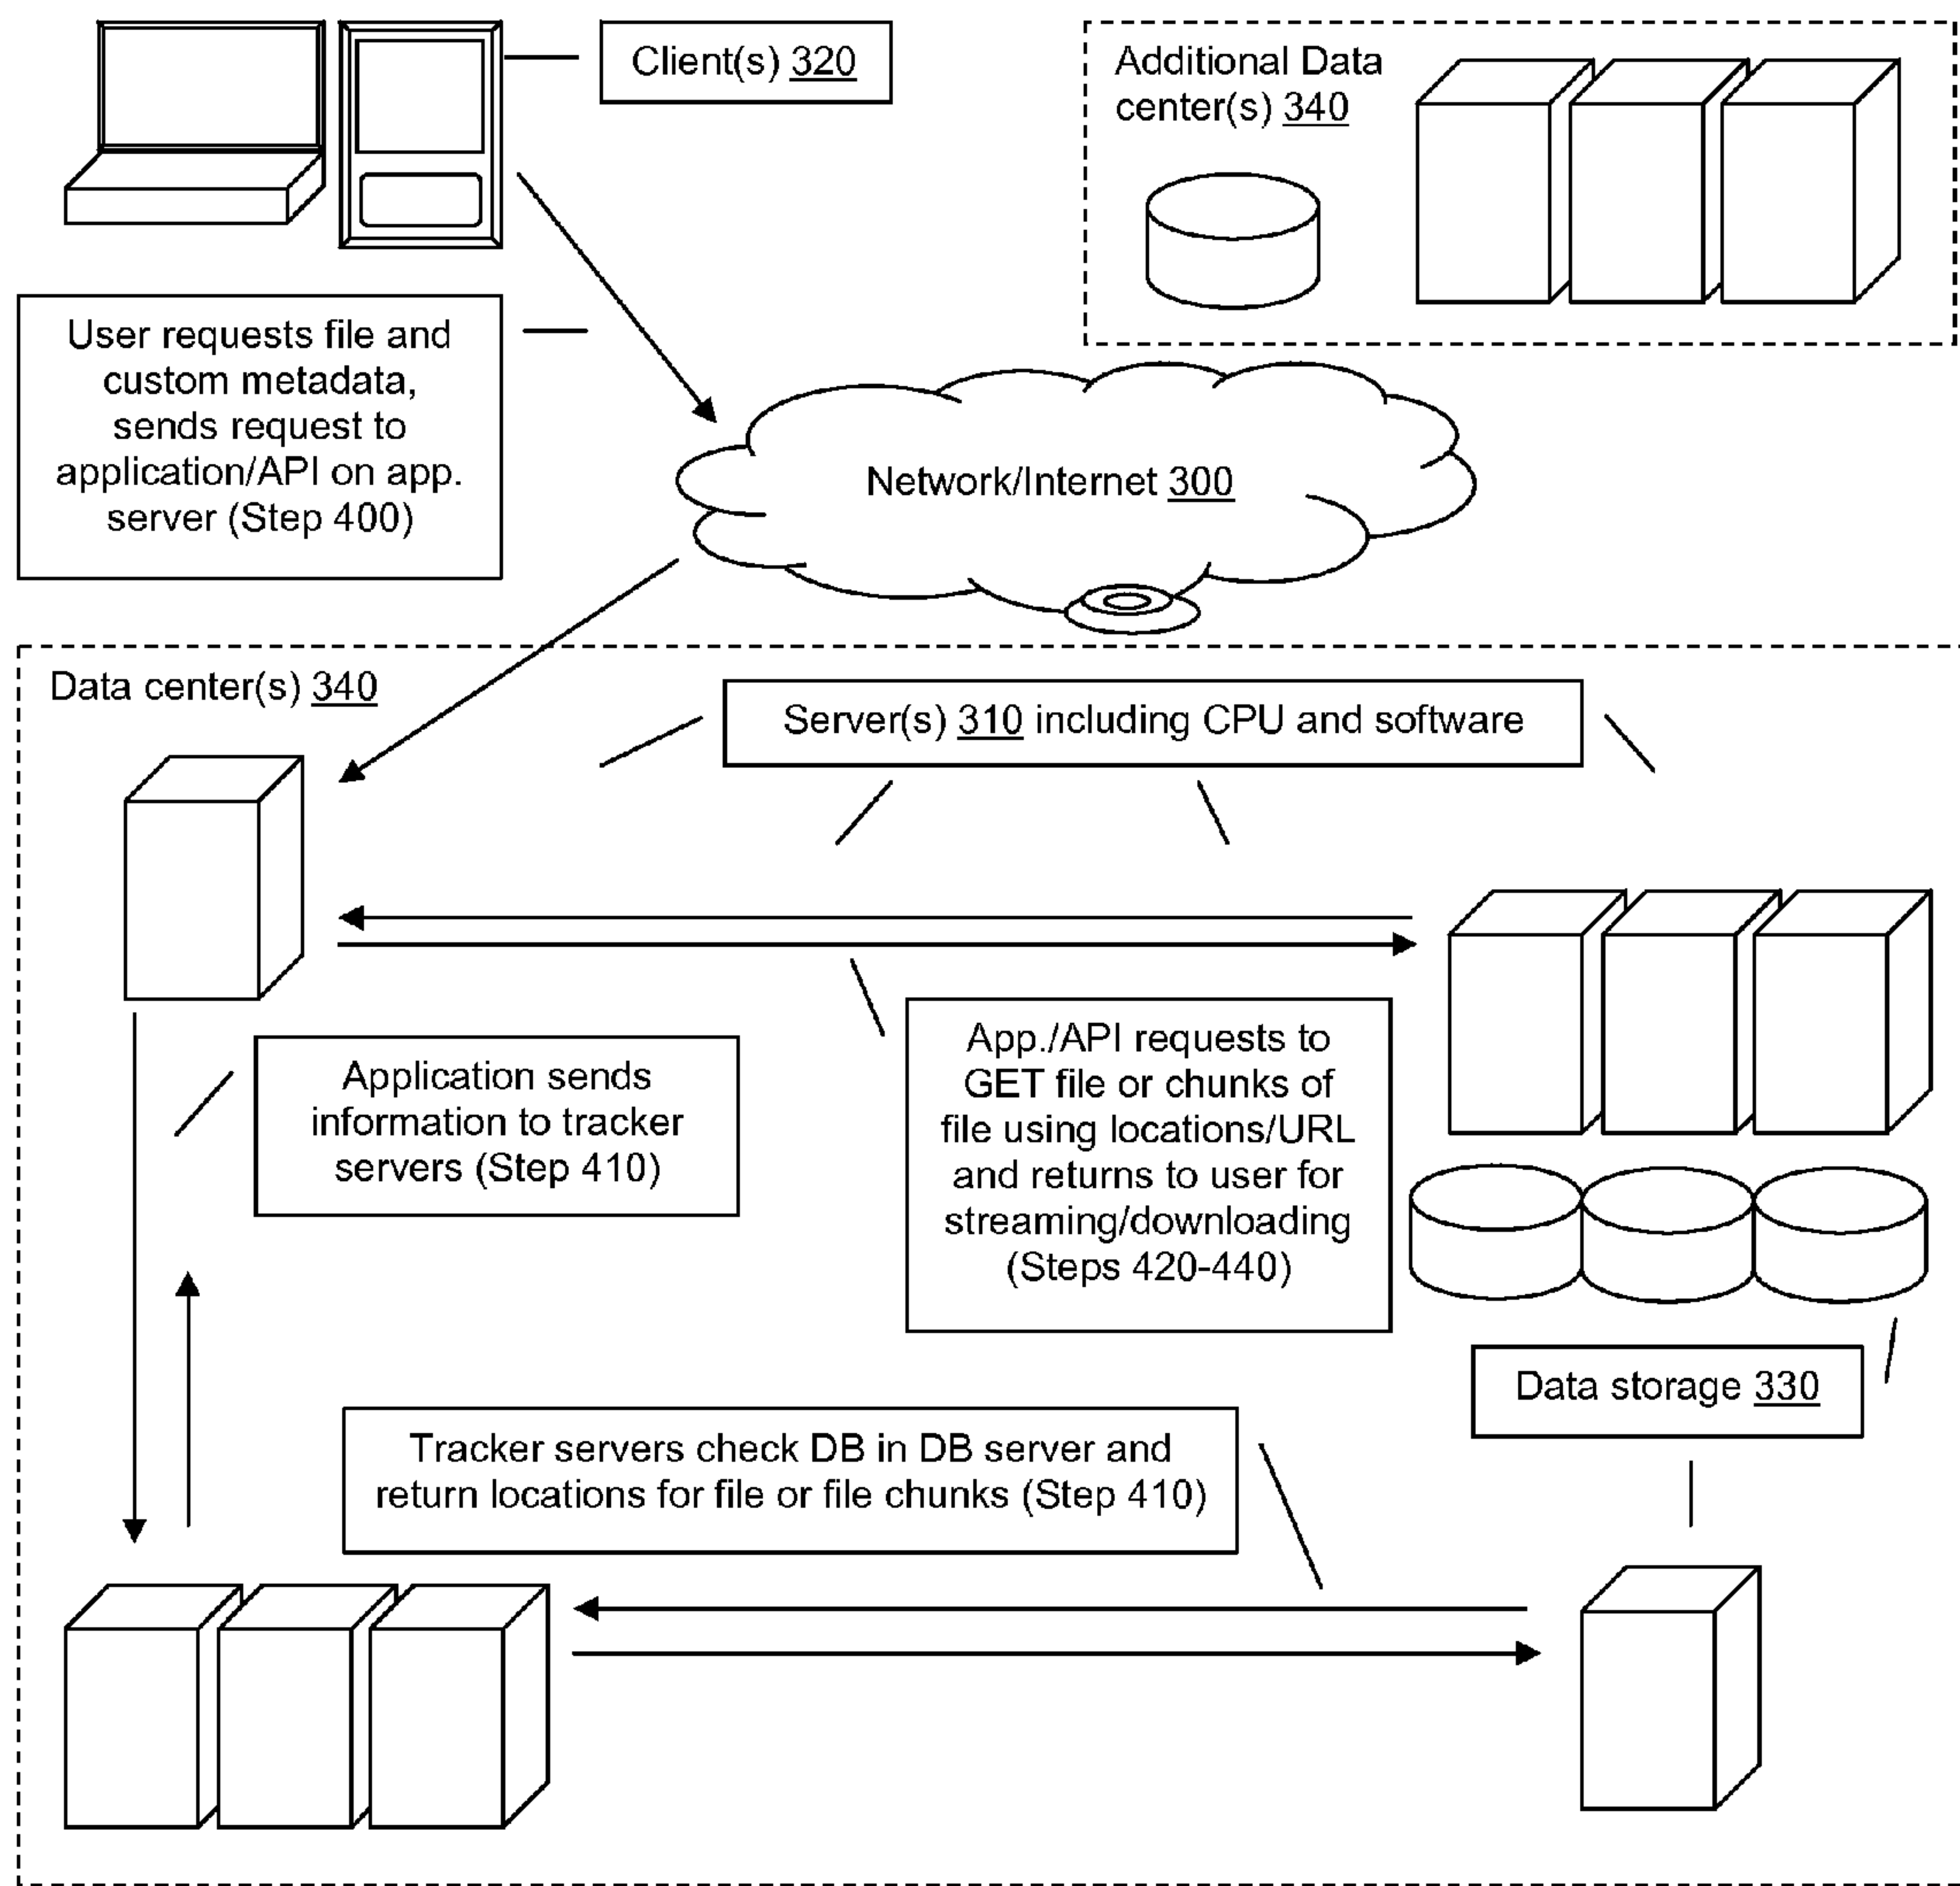 Client(s) 320
Additional Data
center(s) 340
User requests file and
custom metadata,
sends request to
application/API on app.
server (Step 400)
Network/Internet 300
Data center(s) 340
Server(s) 310 including CPU and software
Application sends
information to tracker
servers (Step 410)
App./API requests to
GET file or chunks of
file using locations/URL
and returns to user for
streaming/downloading
(Steps 420-440)
Data storage 330
Tracker servers check DB in DB server and
return locations for file or file chunks (Step 410)